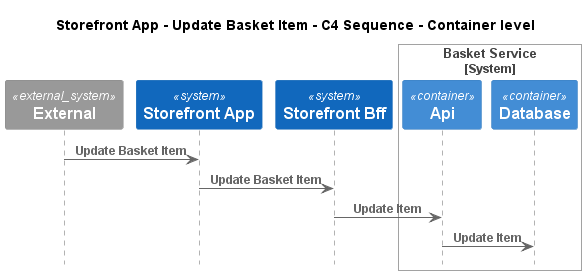 Storefront App - Update Basket Item - C4 Sequence - Container level
Basket Service
[System]
«external_system»
External
«system»
Storefront App
«system»
Storefront Bff
«container»
Api
«container»
Database
Update Basket Item
Update Basket Item
Update Item
Update Item